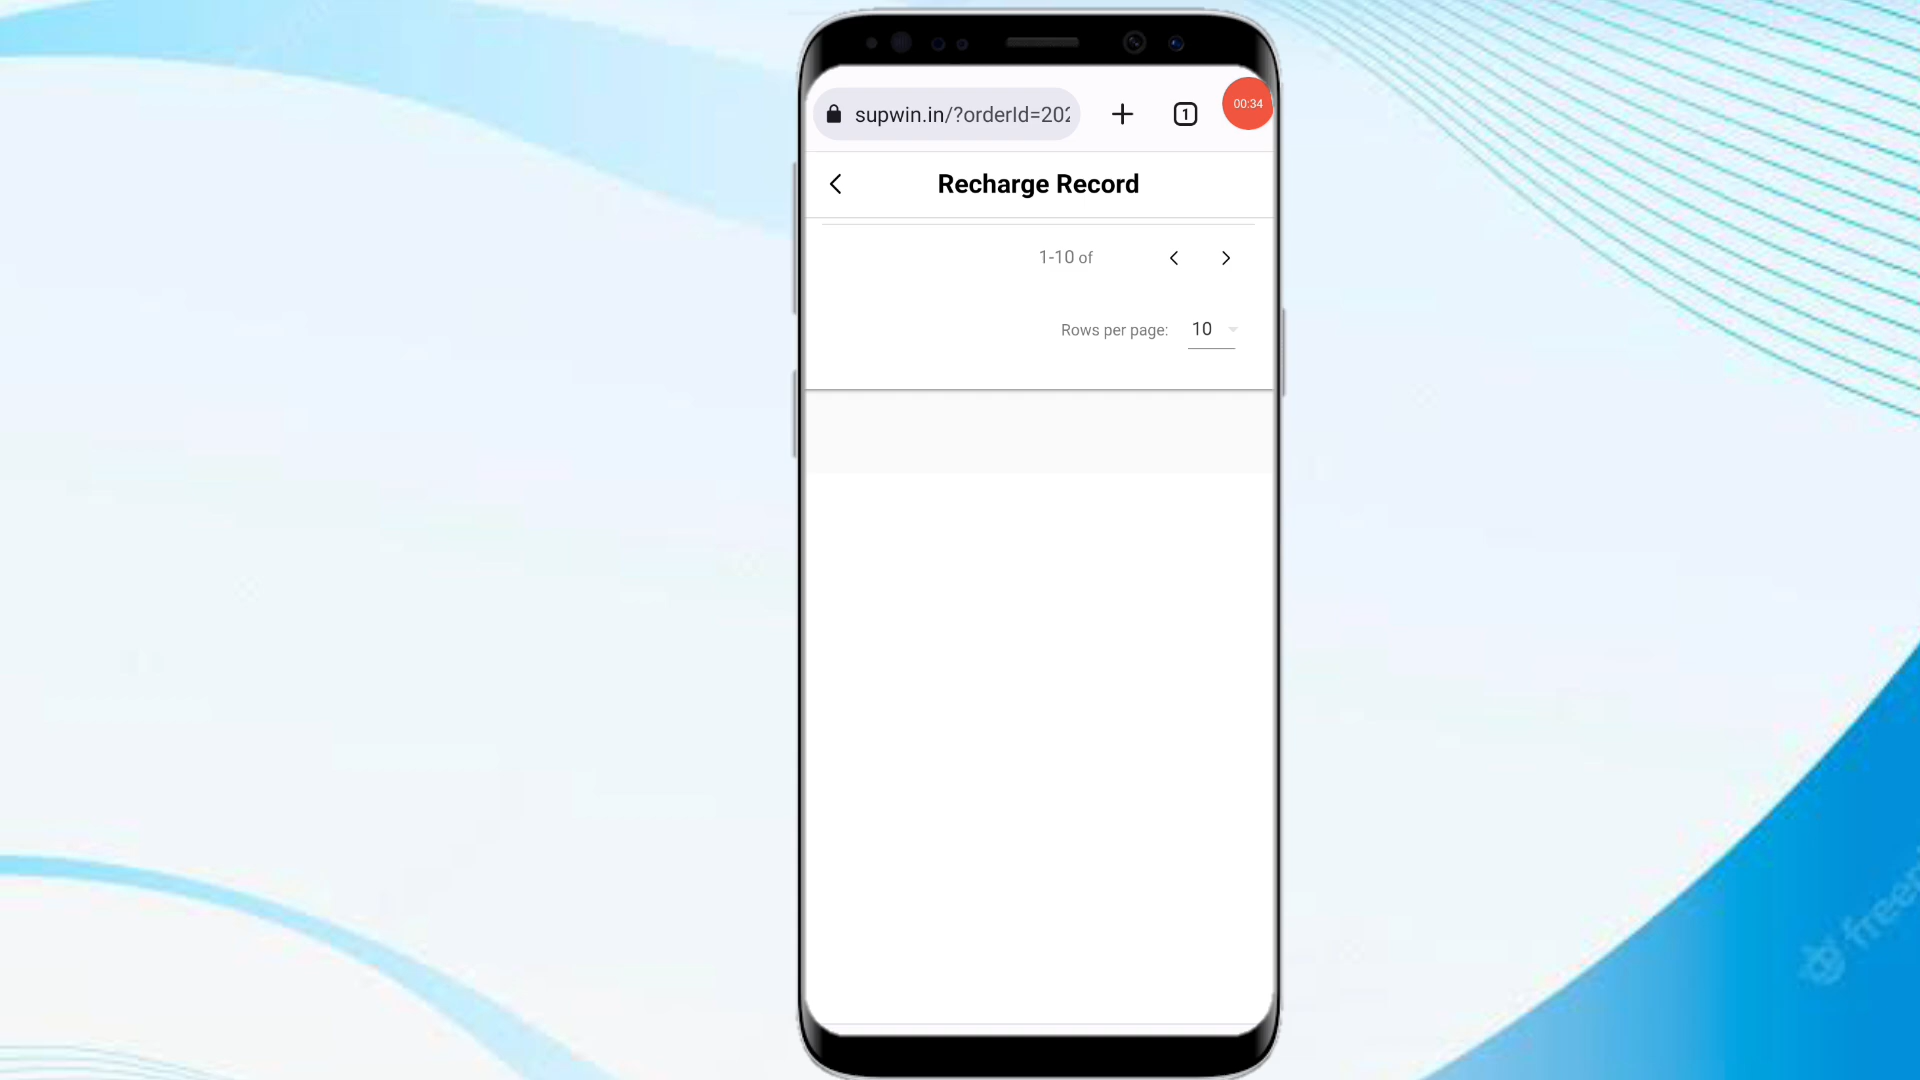 supwin.in/?orderId=202
1
00:34
Recharge Record
1-10 of
Rows per page: 10